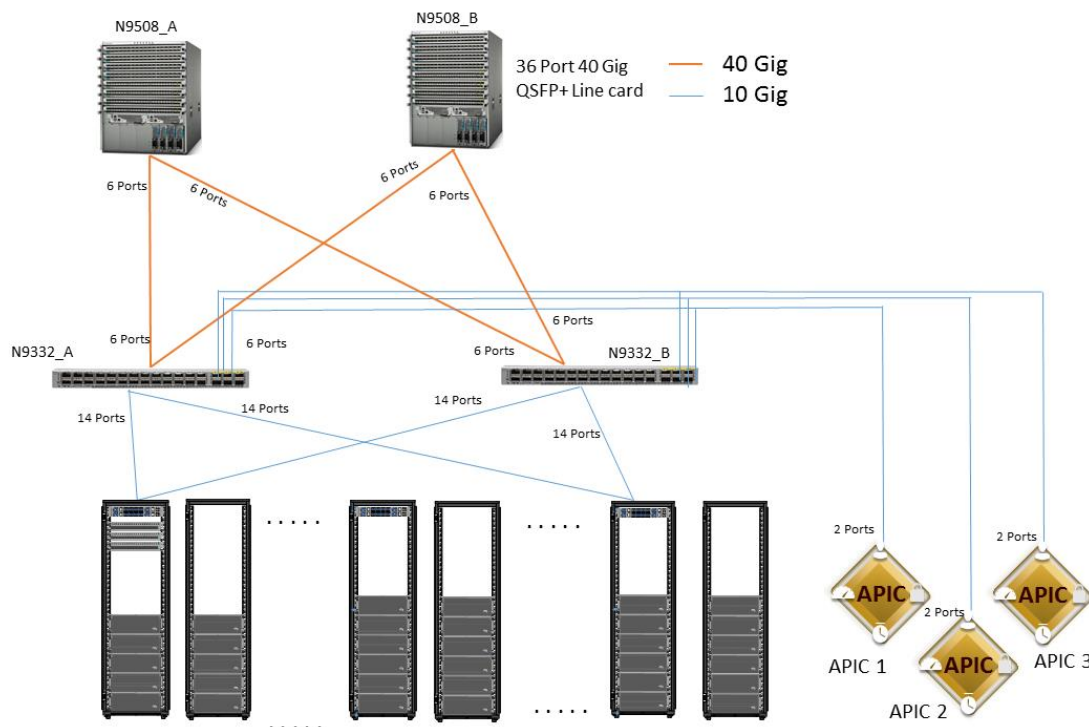 N9508_A
N9508_B
36 Port 40 Gig
QSFP+ Line card
40 Gig
10 Gig
6 Ports
6 Ports
6 Ports
6 Ports
N9332_A
6 Ports
6 Ports
6 Ports
6 Ports
N9332_B
14 Ports
14 Ports
14 Ports
14 Ports
. . . . .
. . . . .
2 Ports
2 Ports
APIC
2 Ports
APIC
APIC
APIC 1
APIC 2
APIC 3
. . . . .
. . . . .